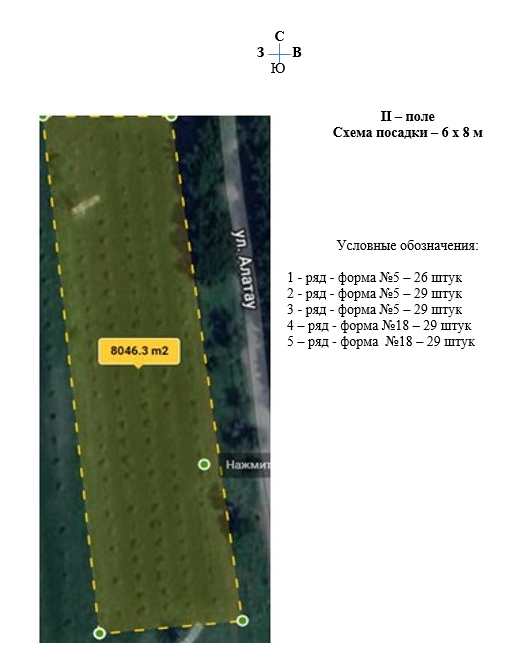 С
З В
Ю
II – поле
Схема посадки – 6 х 8 м
ул. Алатау
Условные обозначения:
1 - ряд - форма №5 – 26 штук
2 - ряд - форма №5 – 29 штук
3 - ряд - форма №5 – 29 штук
4 – ряд - форма №18 – 29 штук
5 – ряд - форма №18 – 29 штук
8046.3 m2
Нажмит